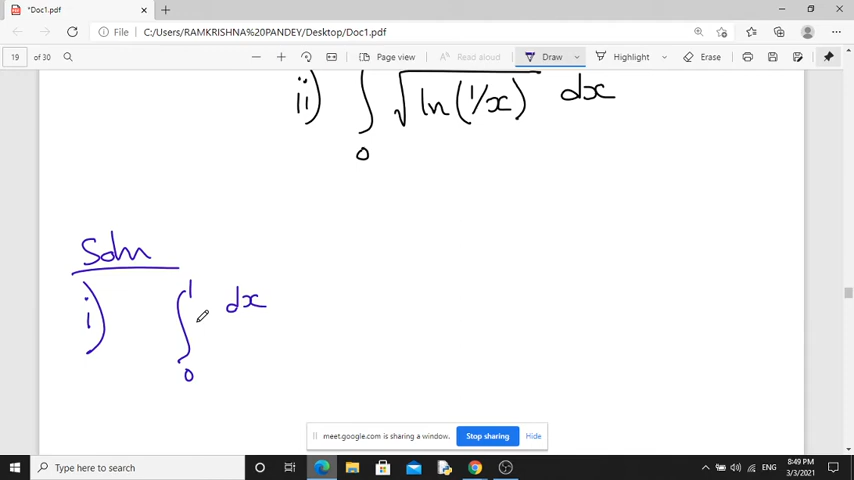 *Doc1.pdf
File | C:/Users/RAMKRISHNA%20PANDEY/Desktop/Doc1.pdf
19 of 30 Page view Read aloud Draw Highlight Erase
ii) ∫ √ln(1/x) dx
0
Soln
i) ∫ 1 dx
0
meet.google.com is sharing a window. Stop sharing Hide
Type here to search ENG 8:49 PM 3/3/2021